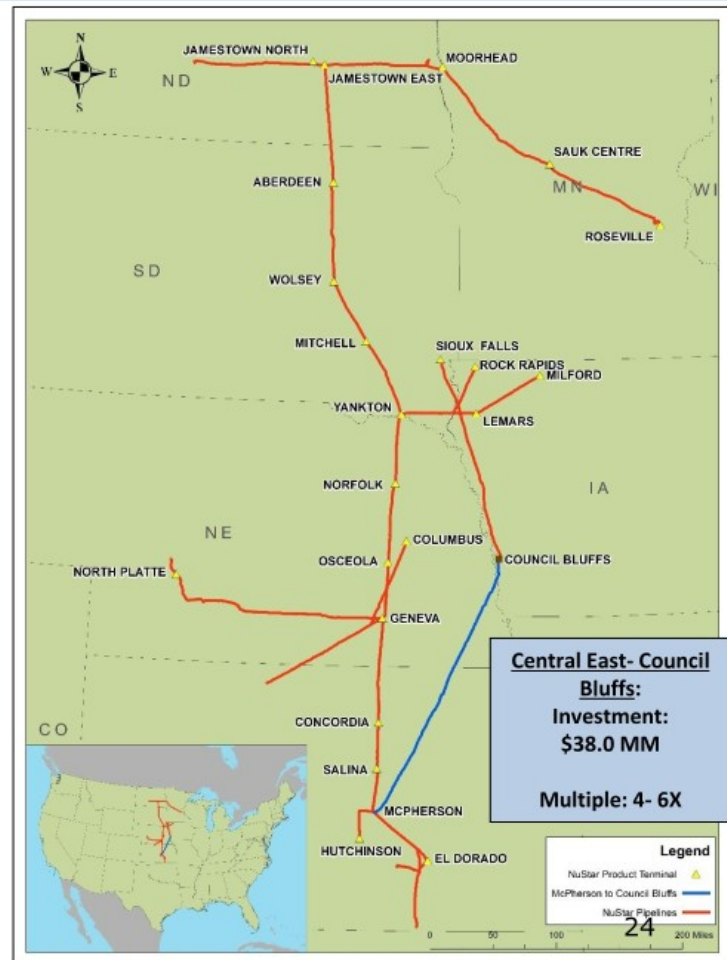 N
W E
S
JAMESTOWN NORTH
MOORHEAD
ND
JAMESTOWN EAST
SAUK CENTRE
ABERDEEN
MN
WI
ROSEVILLE
SD
WOLSEY
MITCHELL
SIOUX FALLS
ROCK RAPIDS
MILFORD
YANKTON
LEMARS
NORFOLK
IA
NE
COLUMBUS
OSCEOLA
COUNCIL BLUFFS
NORTH PLATTE
GENEVA
Central East- Council
Bluffs:
Investment:
$38.0 MM
Multiple: 4- 6X
CO
CONCORDIA
SALINA
MCPHERSON
HUTCHINSON
EL DORADO
Legend
NuStar Product Terminal
McPherson to Council Bluffs
NuStar Pipelines
24
0 50 100 200 Miles